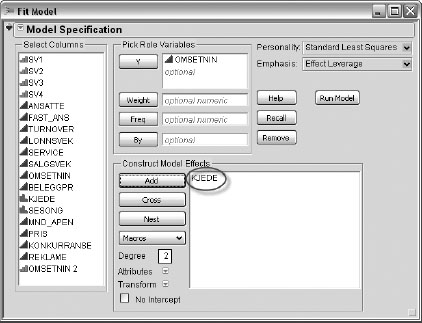 Fit Model
Model Specification
Select Columns
SV1
SV2
SV3
SV4
ANSATTE
FAST_ANS
TURNOVER
LONNSVEK
SERVICE
SALGSVEK
OMSETNIN
BELEGGPR
KJEDE
SESONG
MND_APEN
PRIS
KONKURRANSE
REKLAME
OMSETNIN 2
Pick Role Variables
Y
OMSETNIN
optional
Weight
optional numeric
Freq
optional numeric
By
optional
Personality: Standard Least Squares
Emphasis: Effect Leverage
Help
Run Model
Recall
Remove
Construct Model Effects
Add
KJEDE
Cross
Nest
Macros
Degree 2
Attributes
Transform
No Intercept